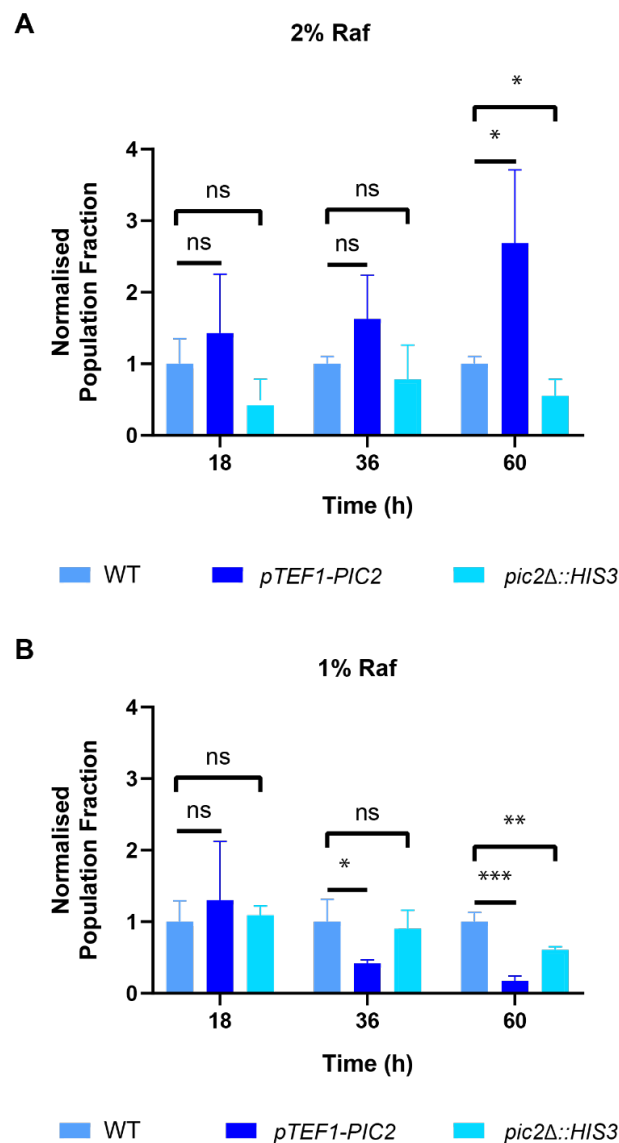 A
2% Raf
*
*
4
ns
ns
3
ns
ns
2
1
0
Normalised
Population Fraction
18 36 60
Time (h)
WT pTEF1-PIC2 pic2Δ::HIS3
B
1% Raf
4
ns
3
ns
ns
**
2
*
***
1
0
Normalised
Population Fraction
18 36 60
Time (h)
WT pTEF1-PIC2 pic2Δ::HIS3